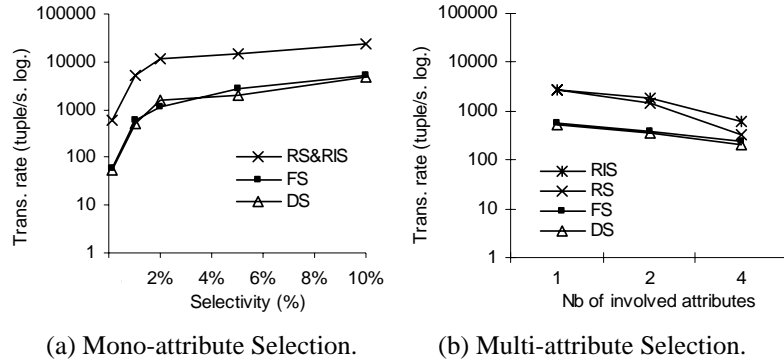 100000
10000
1000
100
10
1
Trans. rate (tuple/s. log.)
RS&RIS
FS
DS
2% 4% 6% 8% 10%
Selectivity (%)
(a) Mono-attribute Selection.
100000
10000
1000
100
10
1
Trans. rate (tuple/s. log.)
RIS
RS
FS
DS
1 2 4
Nb of involved attributes
(b) Multi-attribute Selection.